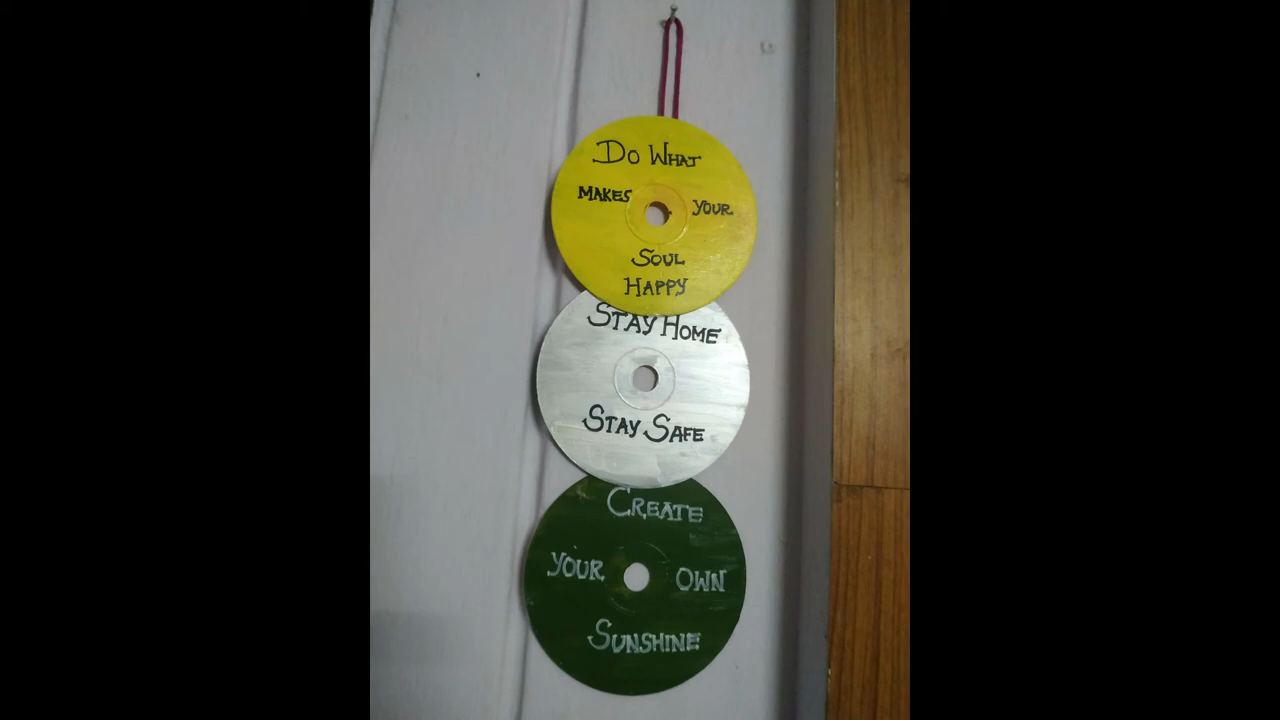 Do What
Makes Your
Soul
Happy
Stay Home
Stay Safe
Create
Your Own
Sunshine